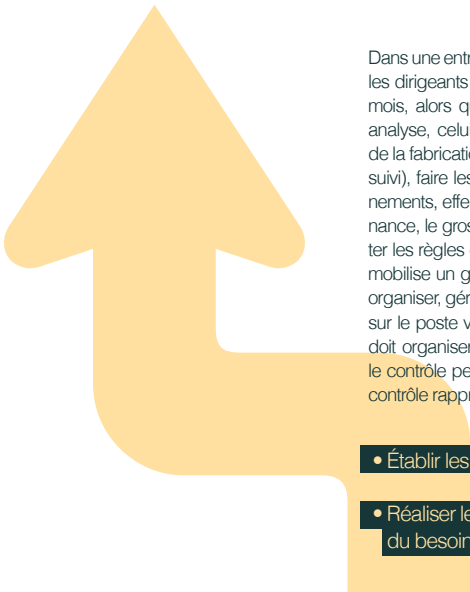 Dans une entr
les dirigeants
mois, alors q
analyse, celu
de la fabricati
suivi), faire les
nements, effe
nance, le gros
ter les règles
mobilise un g
organiser, gér
sur le poste v
doit organiser
le contrôle pe
contrôle rappr
• Établir les
• Réaliser le
du besoin